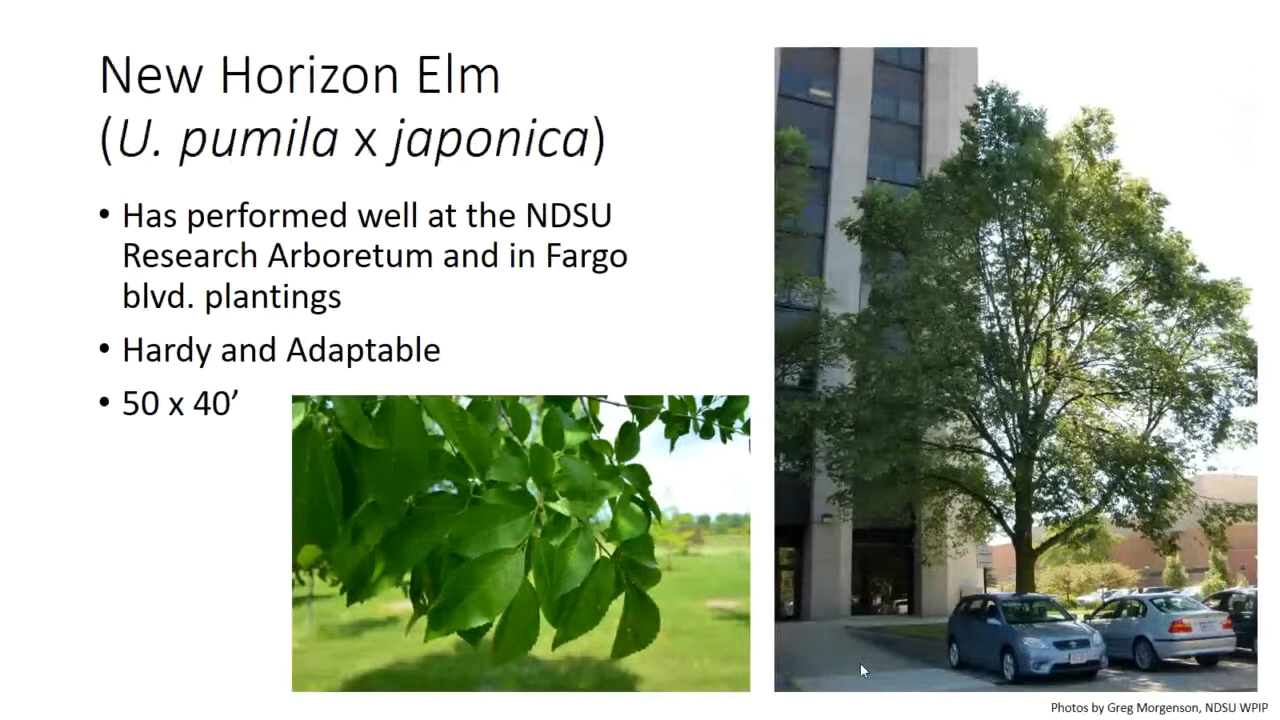 New Horizon Elm
(U. pumila x japonica)
• Has performed well at the NDSU
Research Arboretum and in Fargo
blvd. plantings
• Hardy and Adaptable
• 50 x 40’
Photos by Greg Morgenson, NDSU WPIP